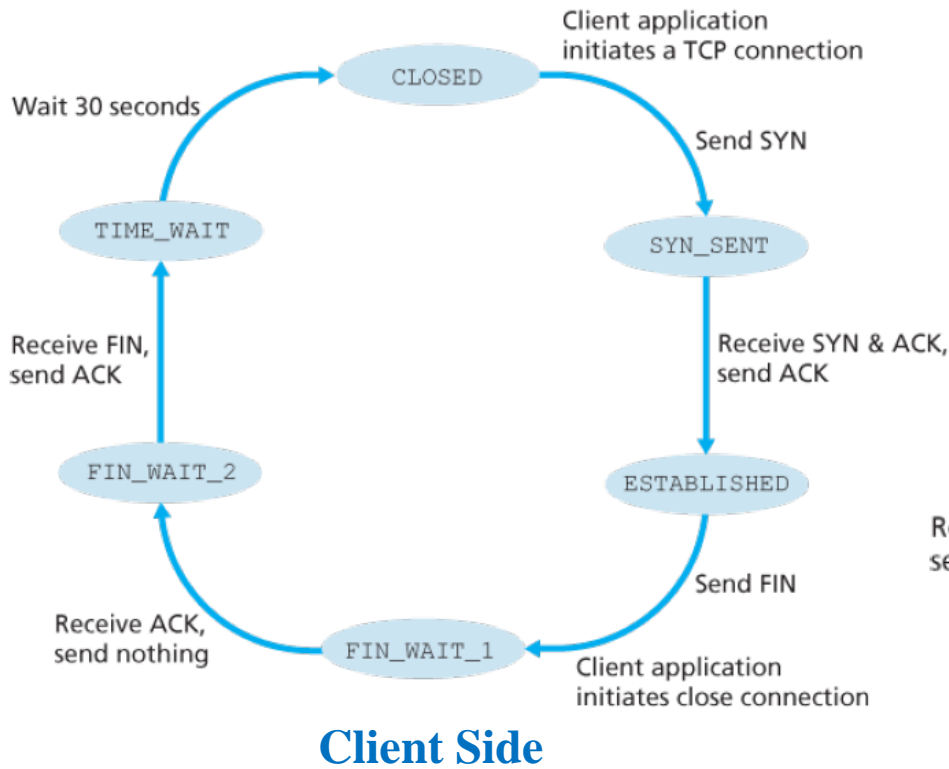 Client application
initiates a TCP connection
CLOSED
Wait 30 seconds
Send SYN
TIME_WAIT
SYN_SENT
Receive FIN,
send ACK
Receive SYN & ACK,
send ACK
FIN_WAIT_2
ESTABLISHED
Send FIN
Receive ACK,
send nothing
FIN_WAIT_1
Client application
initiates close connection
Client Side